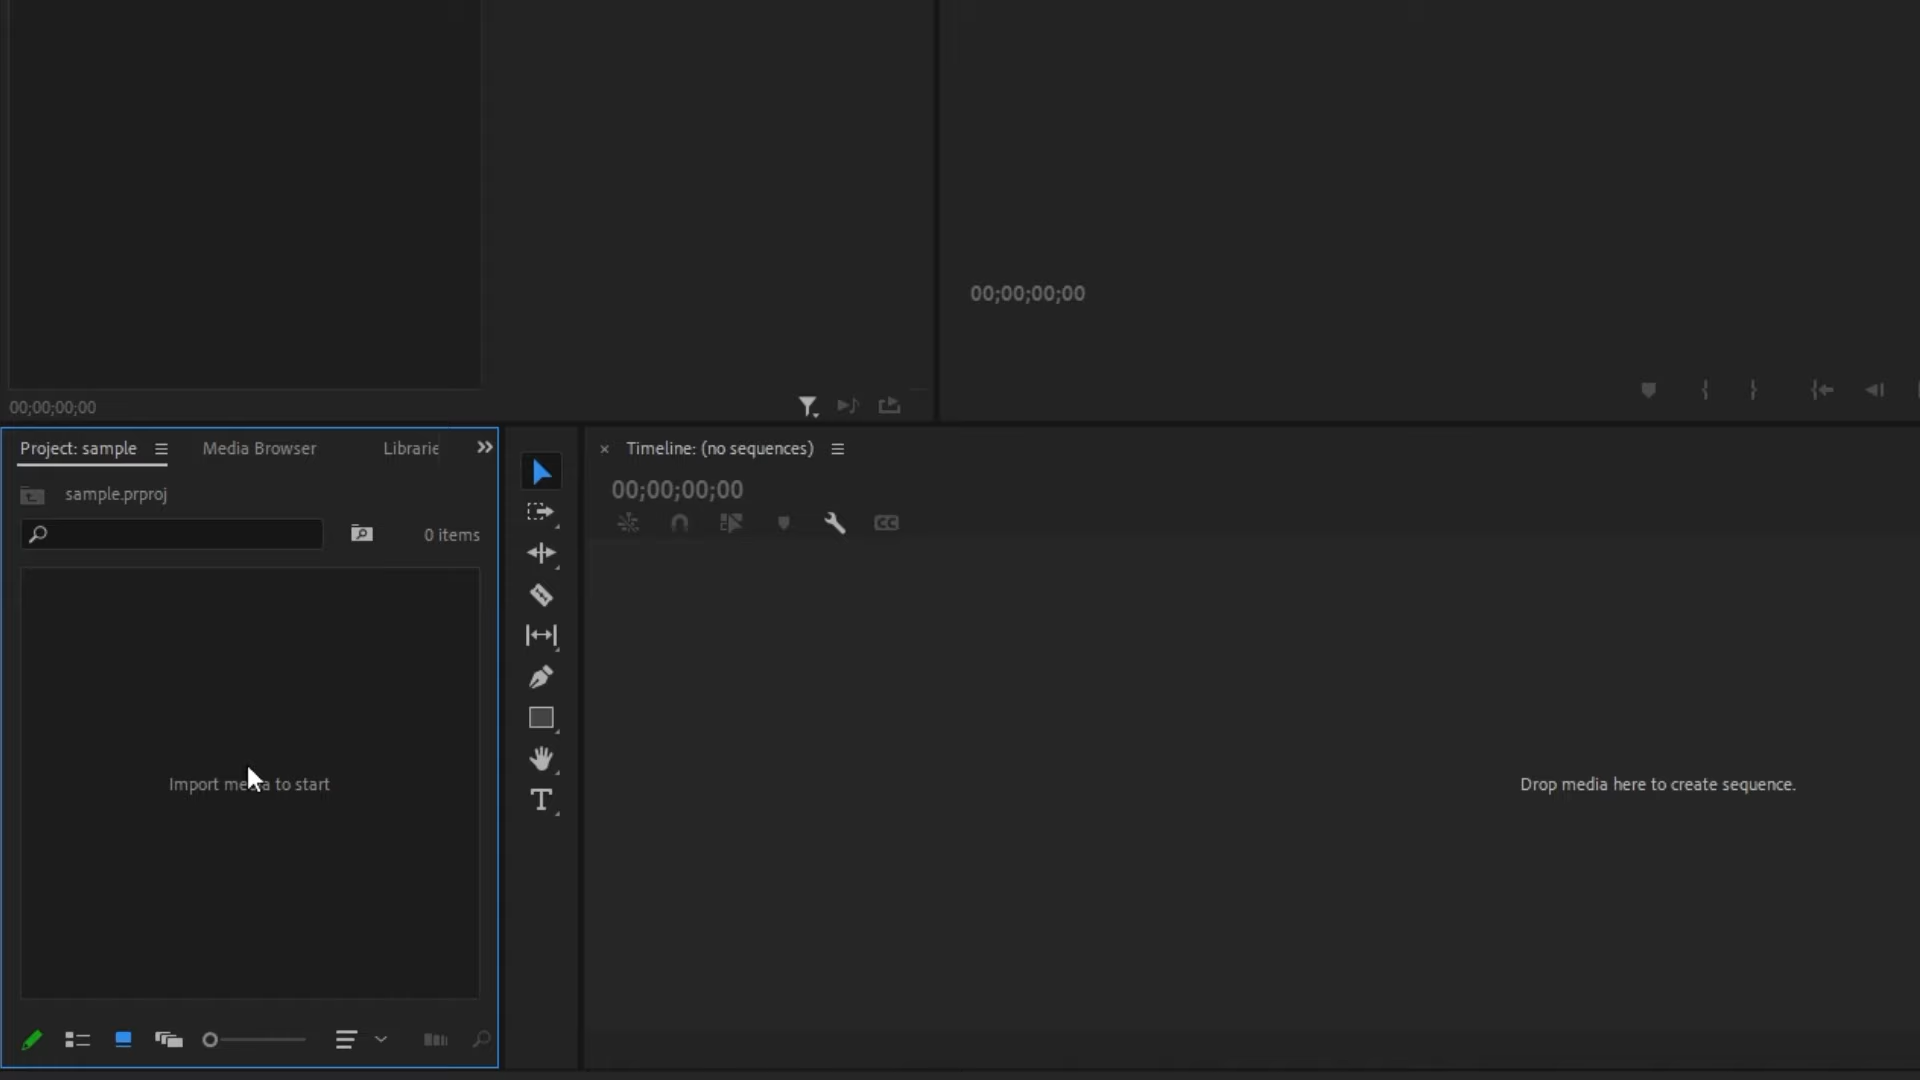 00;00;00;00
00;00;00;00
Project: sample
Media Browser
Librarie
Timeline: (no sequences)
sample.prproj
00;00;00;00
0 items
CC
Import media to start
Drop media here to create sequence.